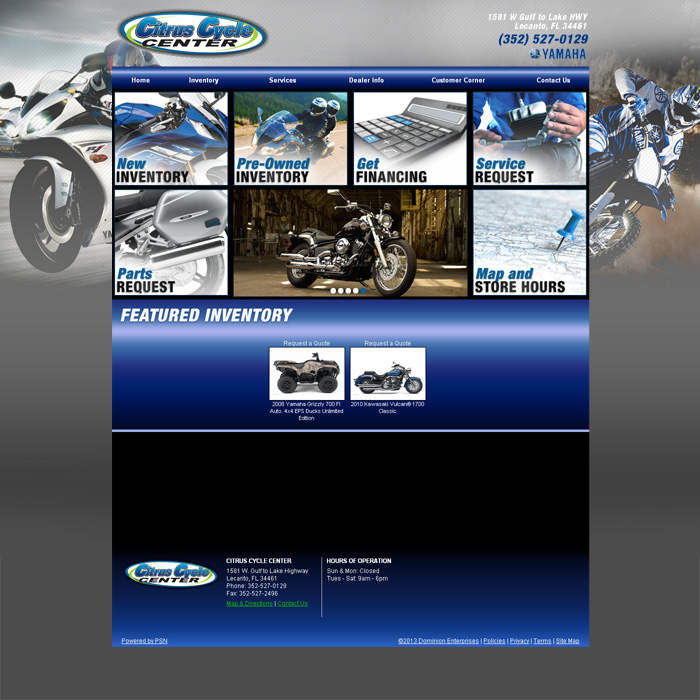 Citrus Cycle
CENTER
1581 W Gulf to Lake HWY
Lecanto, FL 34461
(352) 527-0129
YAMAHA
Home Inventory Services Dealer Info Customer Corner Contact Us
New
INVENTORY
Pre-Owned
INVENTORY
Get
FINANCING
Service
REQUEST
Parts
REQUEST
Map and
STORE HOURS
FEATURED INVENTORY
Request a Quote
2008 Yamaha Grizzly 700 FI
Auto. 4x4 EPS Ducks Unlimited
Edition
Request a Quote
2010 Kawasaki Vulcan® 1700
Classic
Citrus Cycle
CENTER
CITRUS CYCLE CENTER
1581 W. Gulf to Lake Highway
Lecanto, FL 34461
Phone: 352-527-0129
Fax: 352-527-2496
Map & Directions | Contact Us
HOURS OF OPERATION
Sun & Mon: Closed
Tues - Sat: 9am - 6pm
Powered by PSN
©2013 Dominion Enterprises | Policies | Privacy | Terms | Site Map